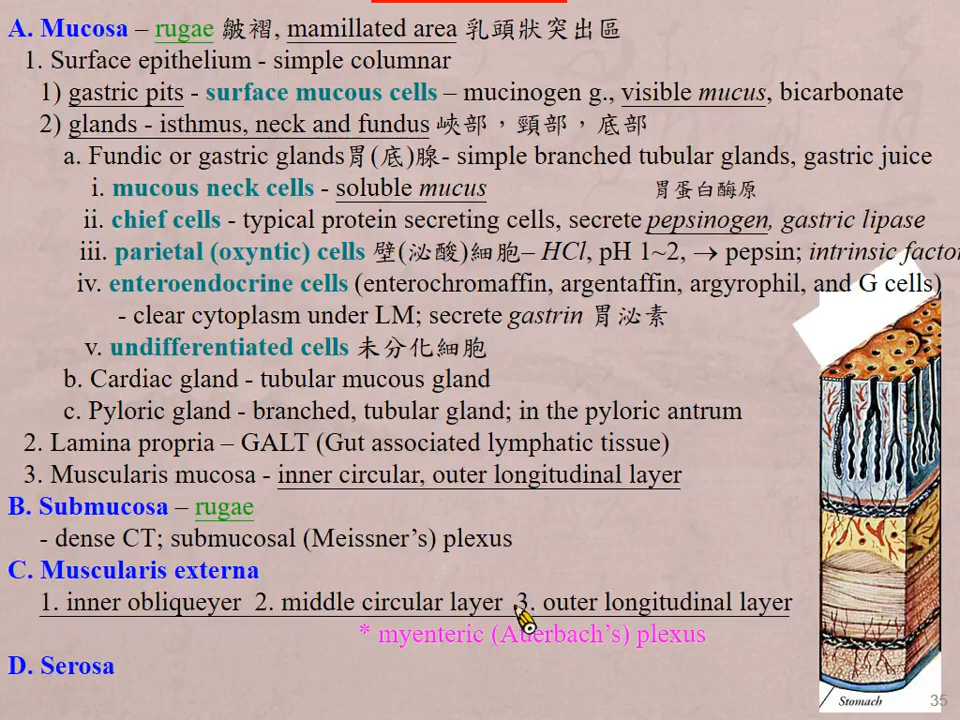 A. Mucosa – rugae 皺褶, mamillated area 乳頭狀突出區
1. Surface epithelium - simple columnar
1) gastric pits - surface mucous cells – mucinogen g., visible mucus, bicarbonate
2) glands - isthmus, neck and fundus 峽部，頸部，底部
a. Fundic or gastric glands胃(底)腺- simple branched tubular glands, gastric juice
i. mucous neck cells - soluble mucus 胃蛋白酶原
ii. chief cells - typical protein secreting cells, secrete pepsinogen, gastric lipase
iii. parietal (oxyntic) cells 壁(泌酸)細胞– HCl, pH 1~2, → pepsin; intrinsic factor
iv. enteroendocrine cells (enterochromaffin, argentaffin, argyrophil, and G cells)
- clear cytoplasm under LM; secrete gastrin 胃泌素
v. undifferentiated cells 未分化細胞
b. Cardiac gland - tubular mucous gland
c. Pyloric gland - branched, tubular gland; in the pyloric antrum
2. Lamina propria – GALT (Gut associated lymphatic tissue)
3. Muscularis mucosa - inner circular, outer longitudinal layer
B. Submucosa – rugae
- dense CT; submucosal (Meissner's) plexus
C. Muscularis externa
1. inner obliqueyer 2. middle circular layer 3. outer longitudinal layer
* myenteric (Auerbach's) plexus
D. Serosa
Stomach
35